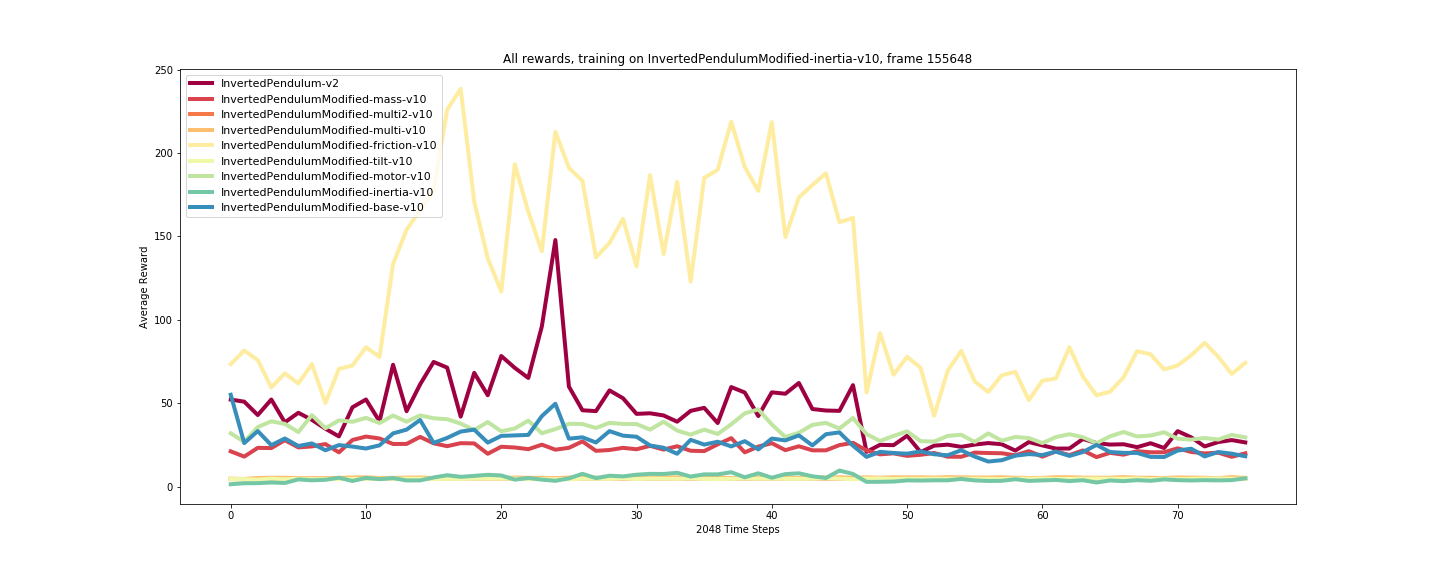 All rewards, training on InvertedPendulumModified-inertia-v10, frame 155648
250
200
150
100
50
0
Average Reward
InvertedPendulum-v2
InvertedPendulumModified-mass-v10
InvertedPendulumModified-multi2-v10
InvertedPendulumModified-multi-v10
InvertedPendulumModified-friction-v10
InvertedPendulumModified-tilt-v10
InvertedPendulumModified-motor-v10
InvertedPendulumModified-inertia-v10
InvertedPendulumModified-base-v10
0 10 20 30 40 50 60 70
2048 Time Steps